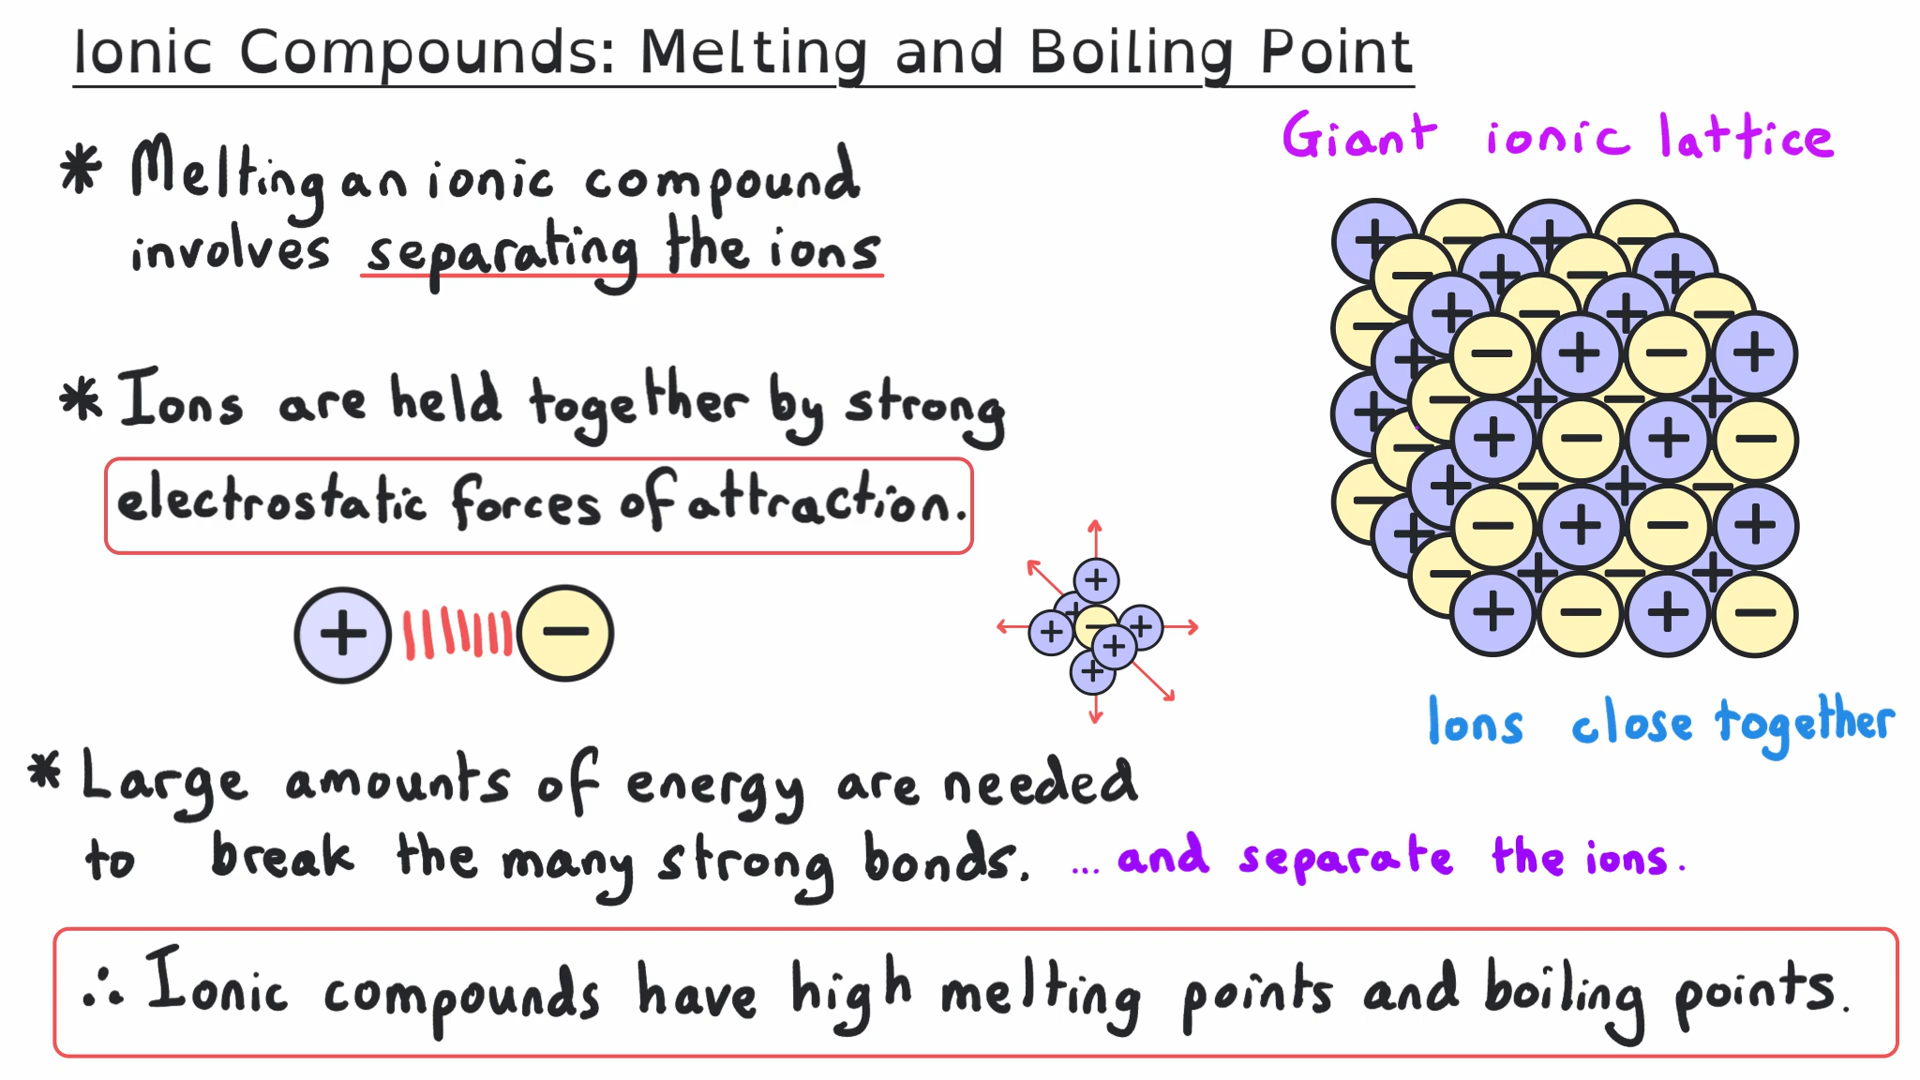 Ionic Compounds: Melting and Boiling Point
Giant ionic lattice
* Melting an ionic compound
involves separating the ions
* Ions are held together by strong
electrostatic forces of attraction.
Ions close together
* Large amounts of energy are needed
to break the many strong bonds. ... and separate the ions.
∴ Ionic compounds have high melting points and boiling points.